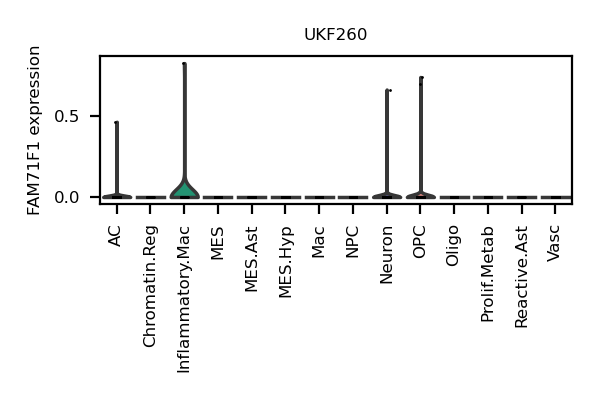 UKF260
FAM71F1 expression
0.5
0.0
AC
Chromatin.Reg
Inflammatory.Mac
MES
MES.Ast
MES.Hyp
Mac
NPC
Neuron
OPC
Oligo
Prolif.Metab
Reactive.Ast
Vasc